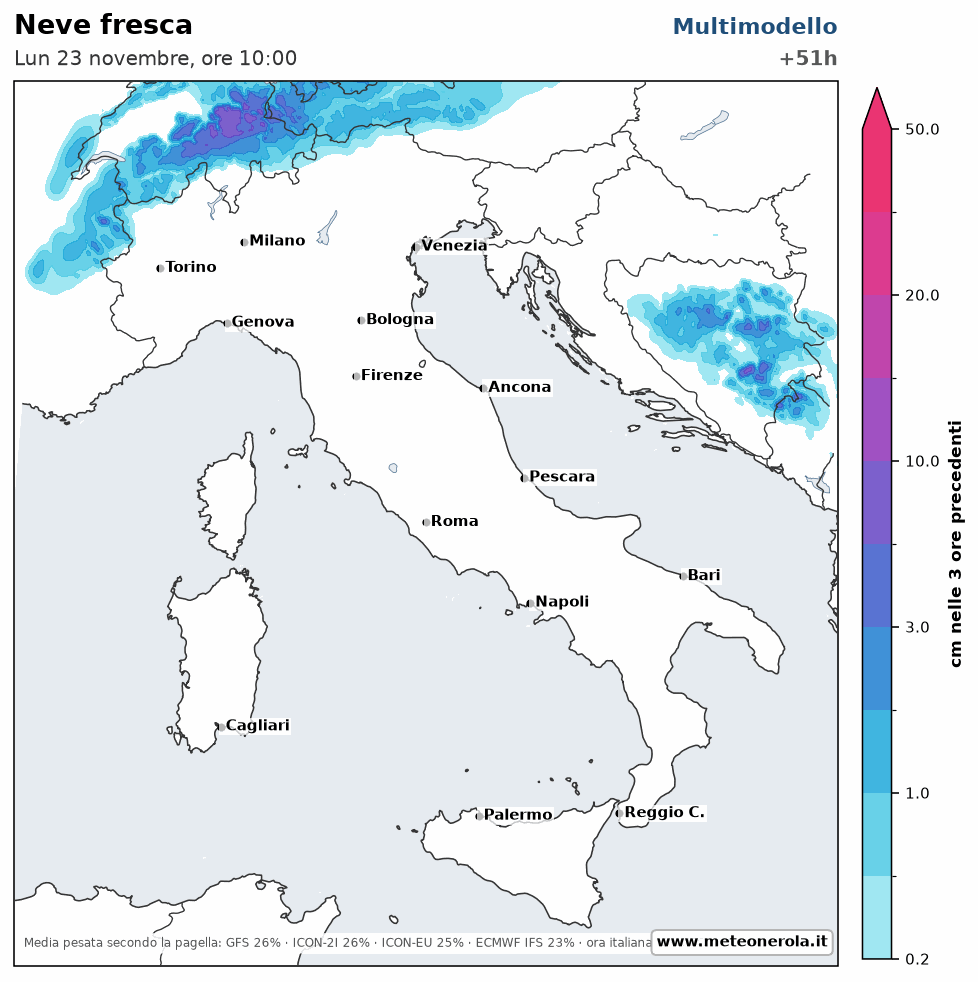 Neve fresca
Multimodello
Lun 23 novembre, ore 10:00
+51h
50.0
20.0
10.0
3.0
1.0
0.2
cm nelle 3 ore precedenti
Milano
Venezia
Torino
Genova
Bologna
Firenze
Ancona
Pescara
Roma
Bari
Napoli
Cagliari
Palermo
Reggio C.
Media pesata secondo la pagella: GFS 26% · ICON-2I 26% · ICON-EU 25% · ECMWF IFS 23% · ora italiana
www.meteonerola.it